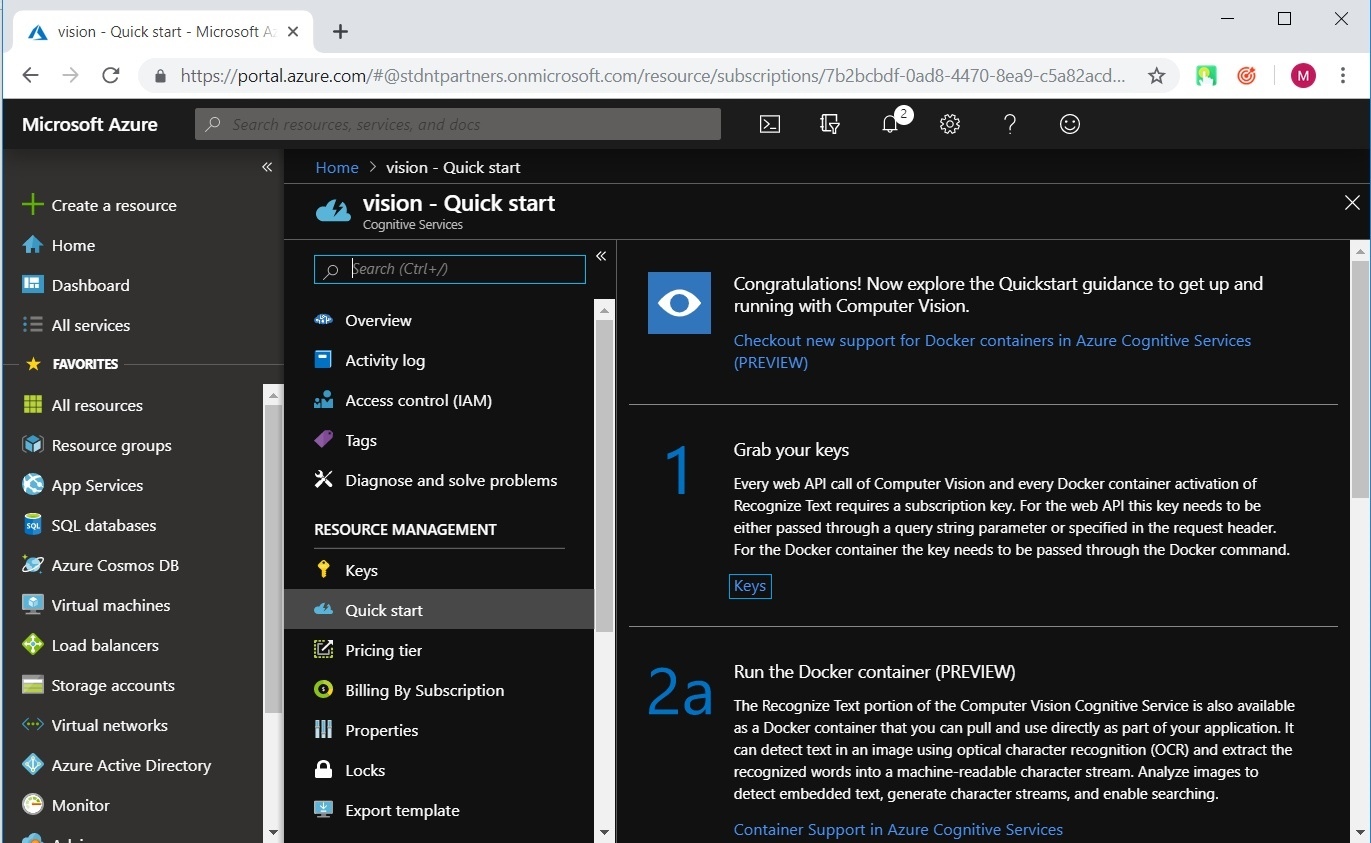 vision - Quick start - Microsoft Az
https://portal.azure.com/#@stdntpartners.onmicrosoft.com/resource/subscriptions/7b2bcbdf-0ad8-4470-8ea9-c5a82acd...
M
Microsoft Azure
Search resources, services, and docs
2
Create a resource
Home
Dashboard
All services
FAVORITES
All resources
Resource groups
App Services
SQL databases
Azure Cosmos DB
Virtual machines
Load balancers
Storage accounts
Virtual networks
Azure Active Directory
Monitor
Home > vision - Quick start
vision - Quick start
Cognitive Services
Search (Ctrl+/)
Overview
Activity log
Access control (IAM)
Tags
Diagnose and solve problems
RESOURCE MANAGEMENT
Keys
Quick start
Pricing tier
Billing By Subscription
Properties
Locks
Export template
Congratulations! Now explore the Quickstart guidance to get up and
running with Computer Vision.
Checkout new support for Docker containers in Azure Cognitive Services
(PREVIEW)
1
Grab your keys
Every web API call of Computer Vision and every Docker container activation of
Recognize Text requires a subscription key. For the web API this key needs to be
either passed through a query string parameter or specified in the request header.
For the Docker container the key needs to be passed through the Docker command.
Keys
2a
Run the Docker container (PREVIEW)
The Recognize Text portion of the Computer Vision Cognitive Service is also available
as a Docker container that you can pull and use directly as part of your application. It
can detect text in an image using optical character recognition (OCR) and extract the
recognized words into a machine-readable character stream. Analyze images to
detect embedded text, generate character streams, and enable searching.
Container Support in Azure Cognitive Services